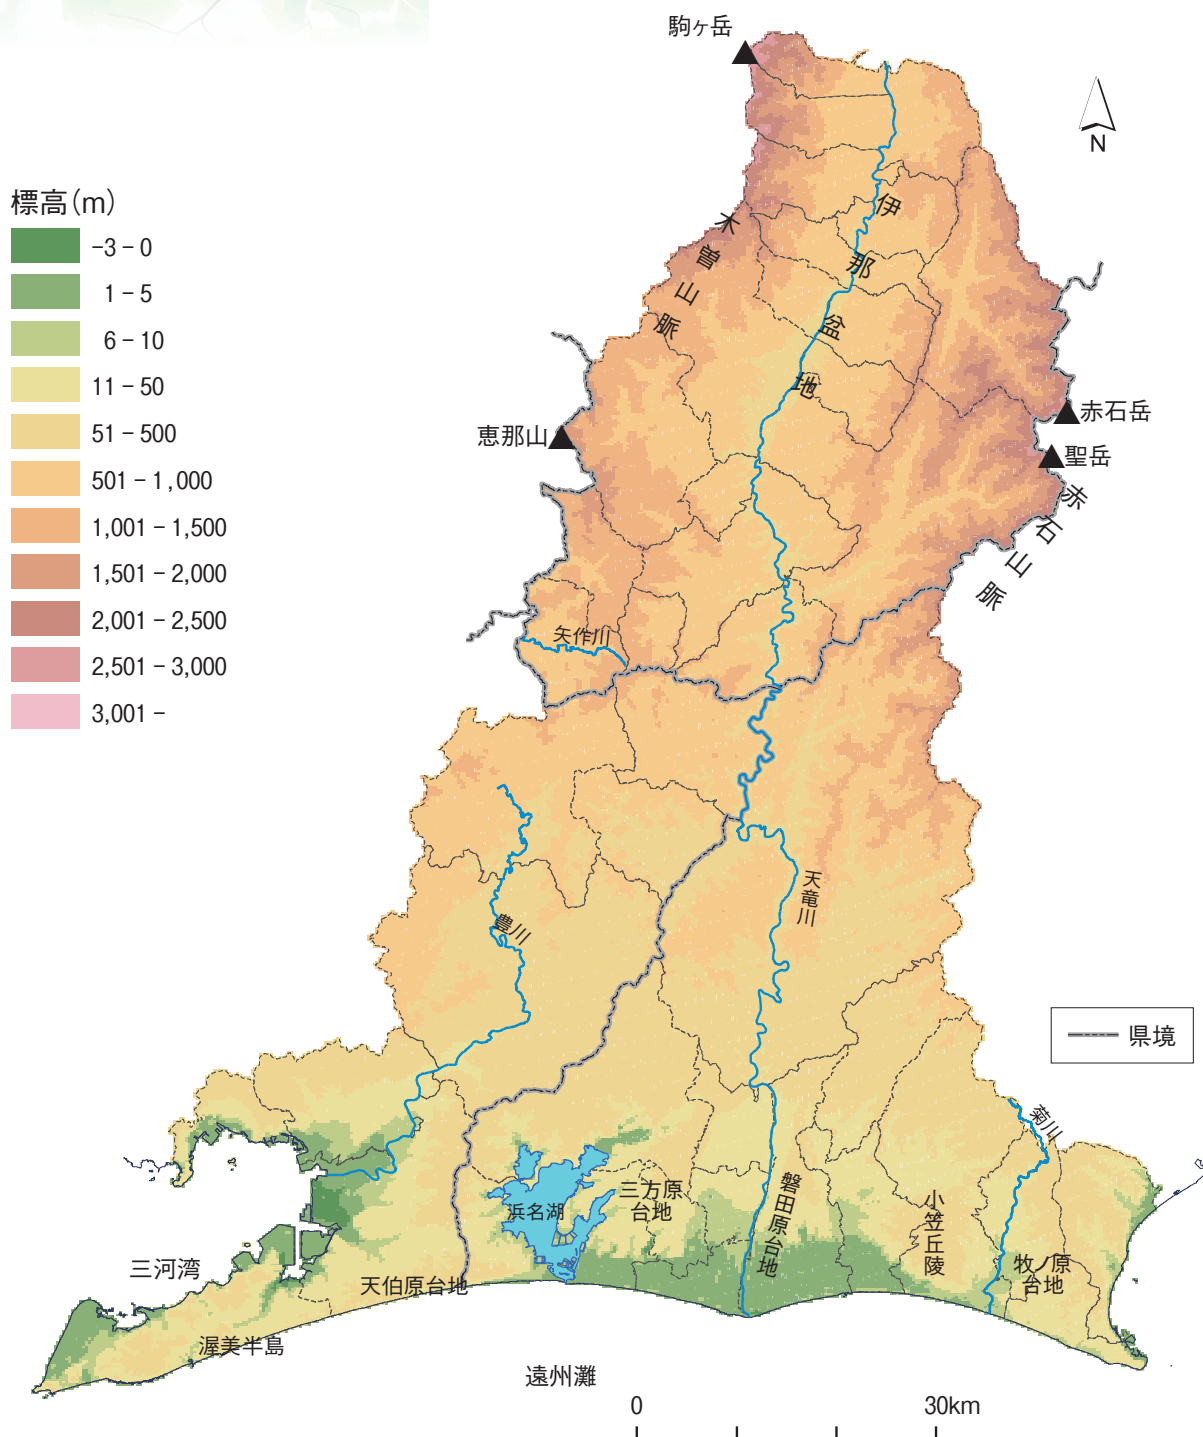 駒ヶ岳
N
標高(m)
-3 - 0
1 - 5
6 - 10
11 - 50
51 - 500
501 - 1,000
1,001 - 1,500
1,501 - 2,000
2,001 - 2,500
2,501 - 3,000
3,001 -
伊那盆地
木曽山脈
赤石岳
恵那山
聖岳
赤石山脈
矢作川
天竜川
豊川
県境
菊川
三方原
台地
浜名湖
磐田原台地
小笠丘陵
牧ノ原
台地
三河湾
天伯原台地
渥美半島
遠州灘
0
30km